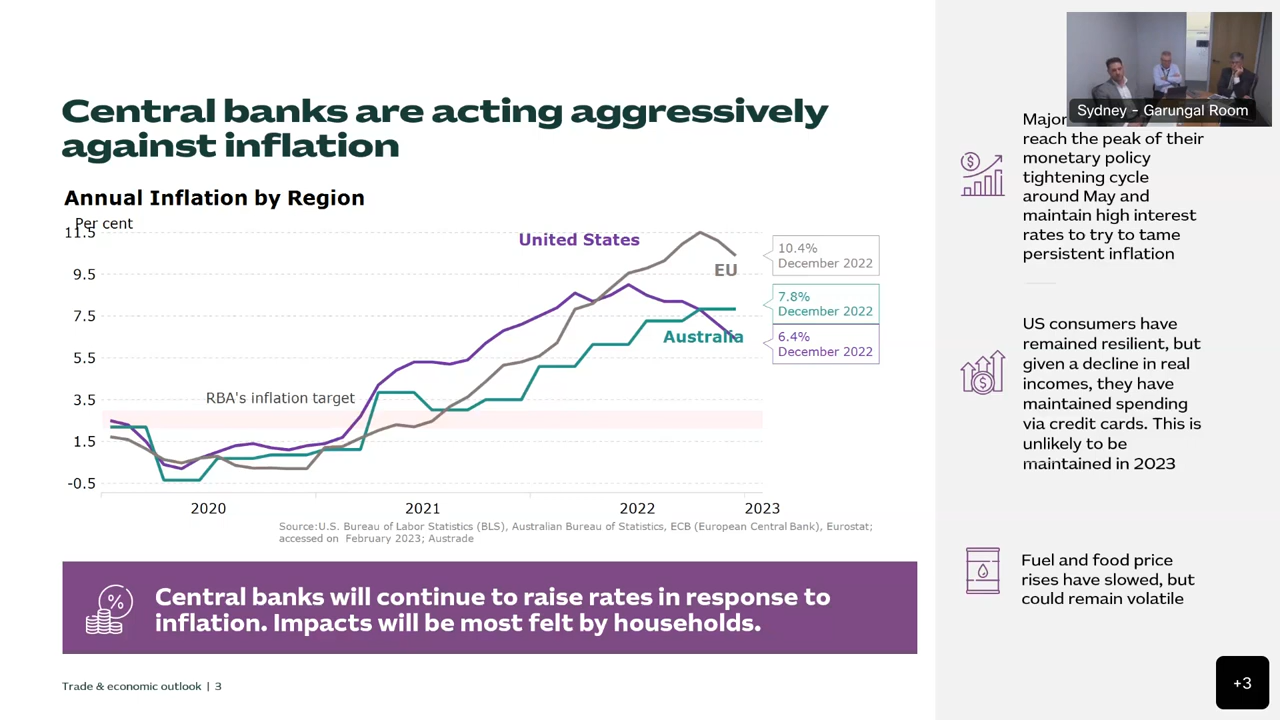 Central banks are acting aggressively
against inflation
Annual Inflation by Region
Per cent
11.5
9.5
7.5
5.5
3.5
1.5
-0.5
United States
EU
Australia
RBA's inflation target
10.4%
December 2022
7.8%
December 2022
6.4%
December 2022
2020
2021
2022
2023
Source:U.S. Bureau of Labor Statistics (BLS), Australian Bureau of Statistics, ECB (European Central Bank), Eurostat;
accessed on February 2023; Austrade
Central banks will continue to raise rates in response to
inflation. Impacts will be most felt by households.
Trade & economic outlook | 3
Sydney - Garungal Room
Major
reach the peak of their
monetary policy
tightening cycle
around May and
maintain high interest
rates to try to tame
persistent inflation
US consumers have
remained resilient, but
given a decline in real
incomes, they have
maintained spending
via credit cards. This is
unlikely to be
maintained in 2023
Fuel and food price
rises have slowed, but
could remain volatile
+3